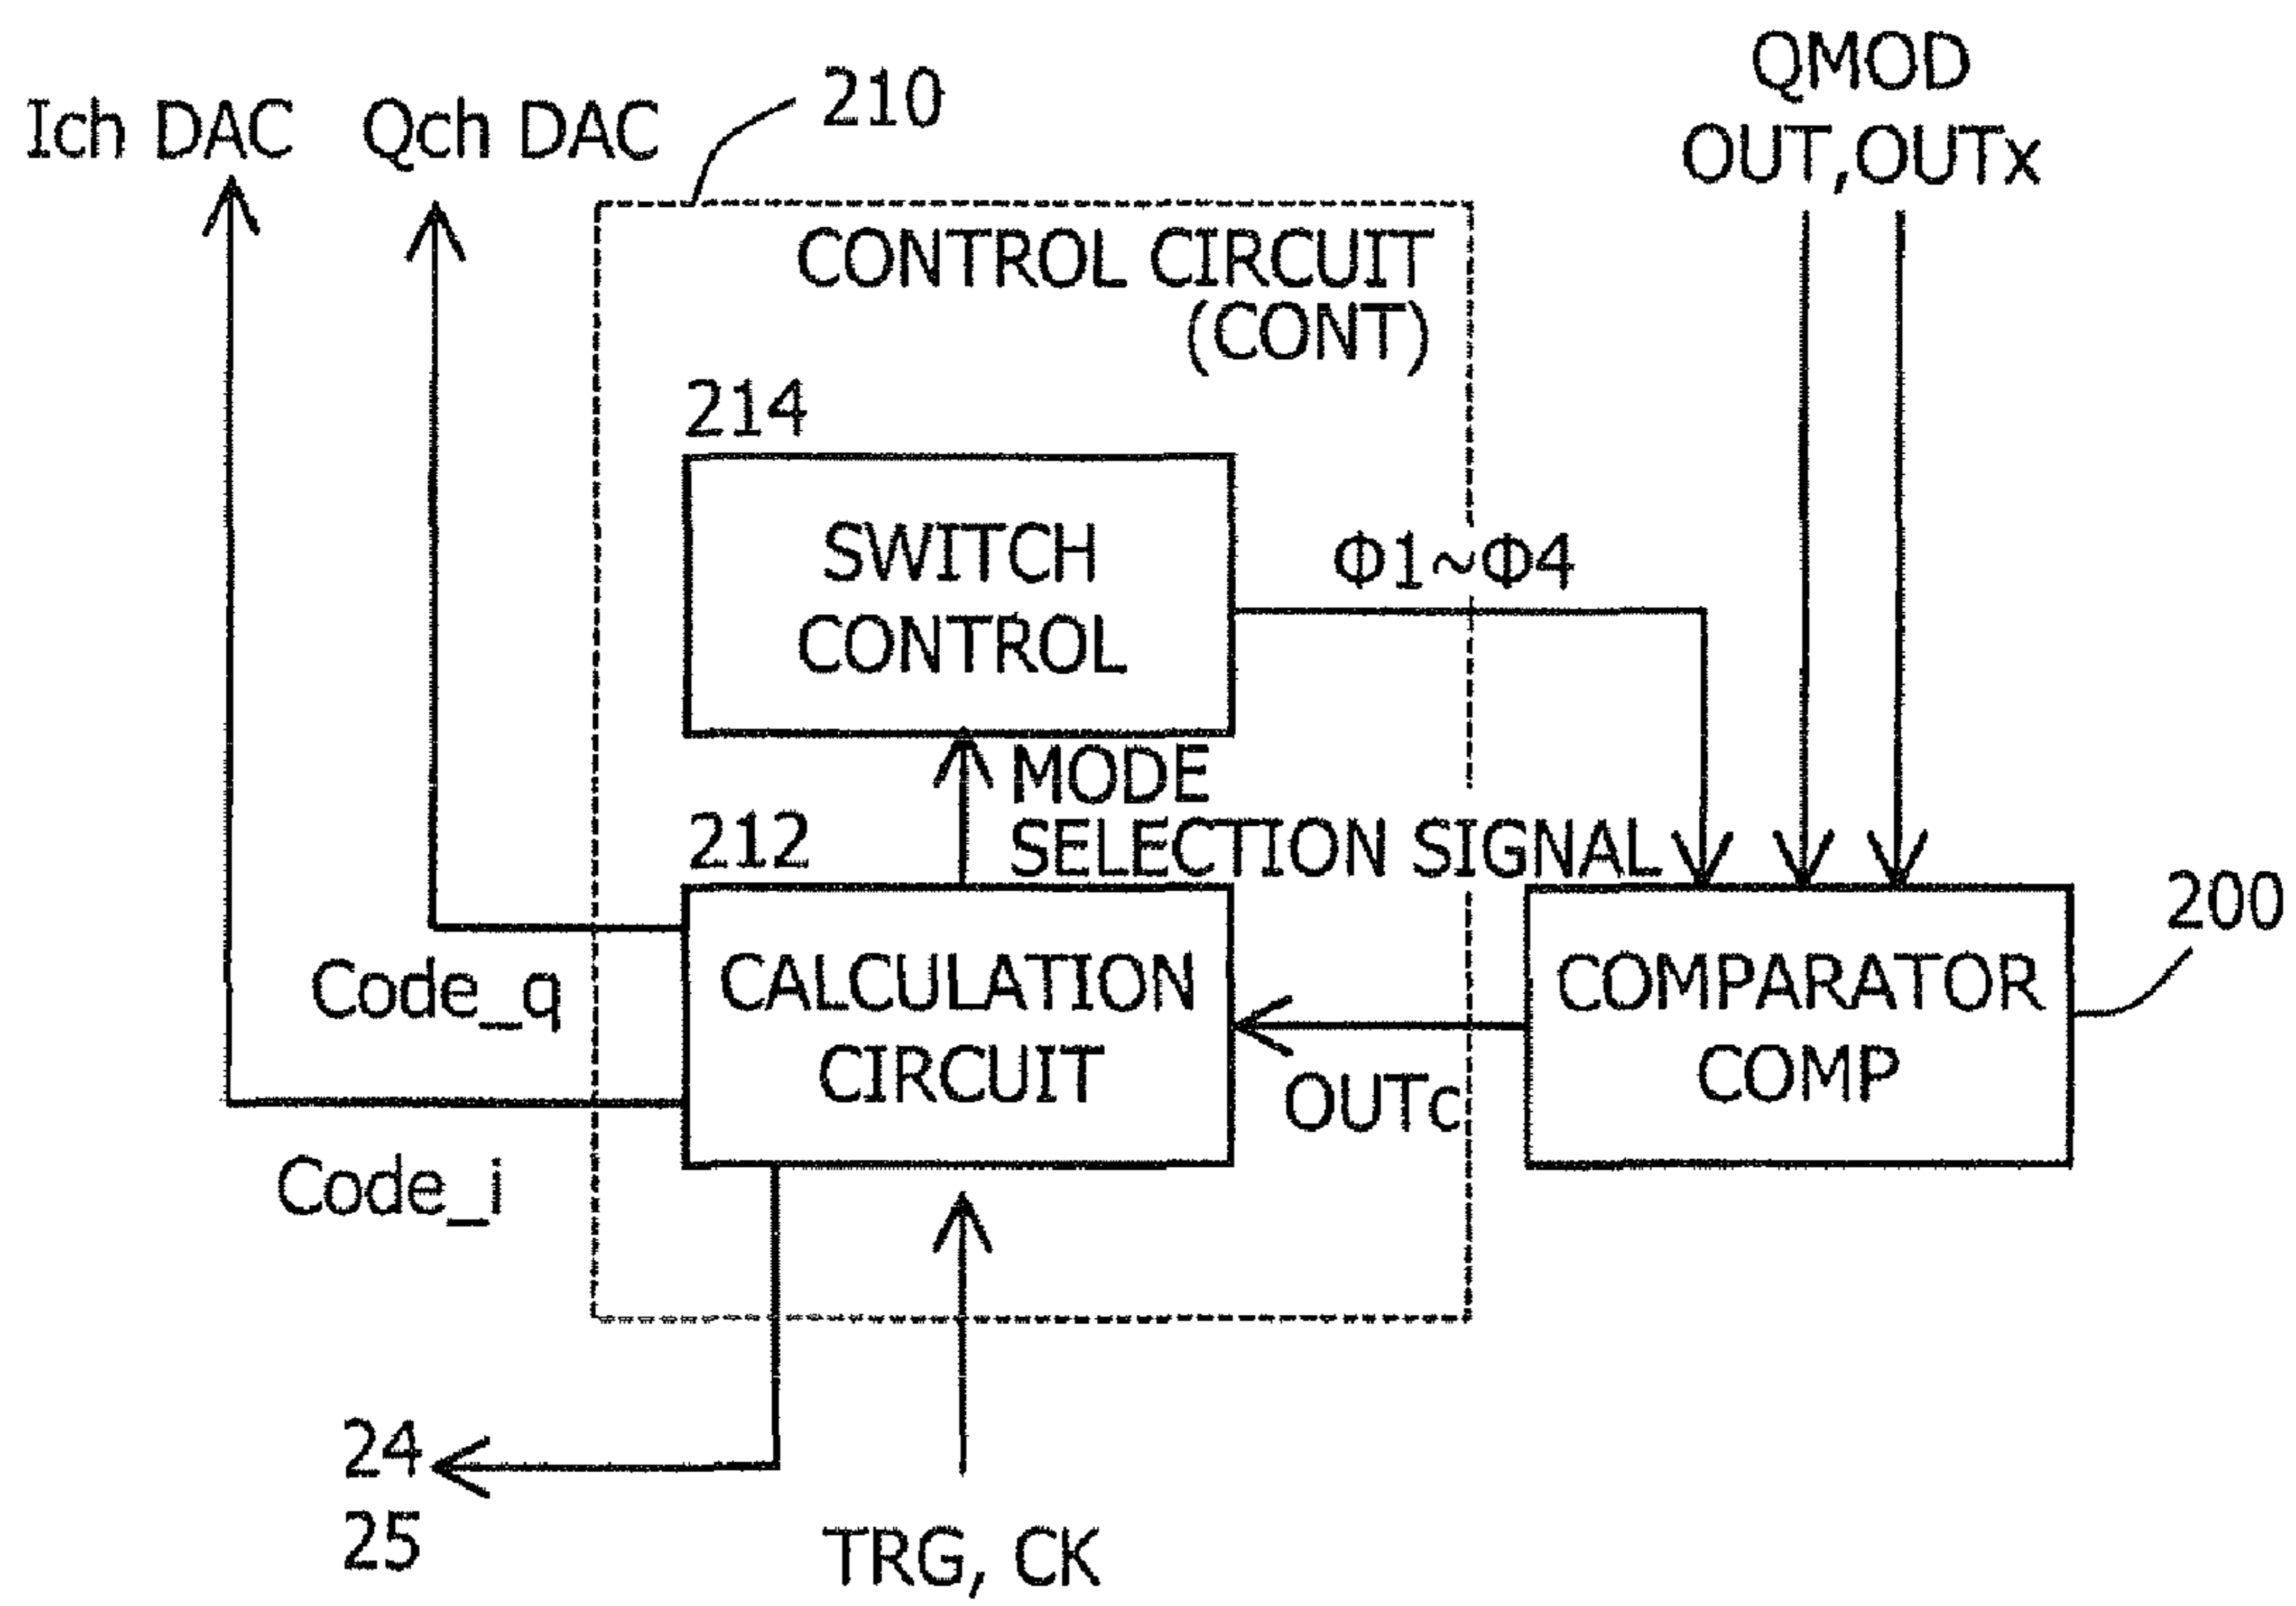 QMOD
OUT,OUTx
Ich DAC
Qch DAC
210
CONTROL CIRCUIT
(CONT)
214
SWITCH
CONTROL
Φ1~Φ4
MODE
SELECTION SIGNAL
212
CALCULATION
CIRCUIT
COMPARATOR
COMP
200
Code_q
OUTc
Code_i
24
25
TRG, CK